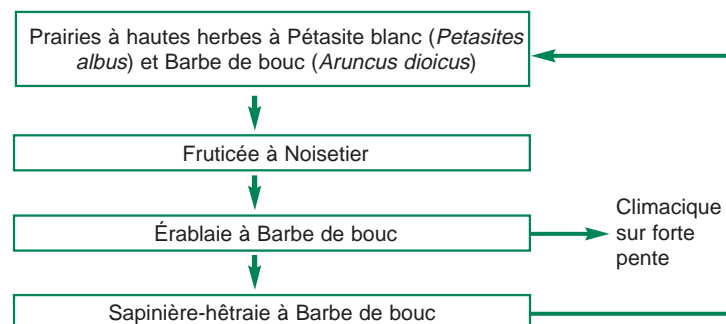 Prairies à hautes herbes à Pétasite blanc (Petasites
albus) et Barbe de bouc (Aruncus dioicus)
Fruticée à Noisetier
Érablaie à Barbe de bouc
Climacique
sur forte
pente
Sapinière-hêtraie à Barbe de bouc